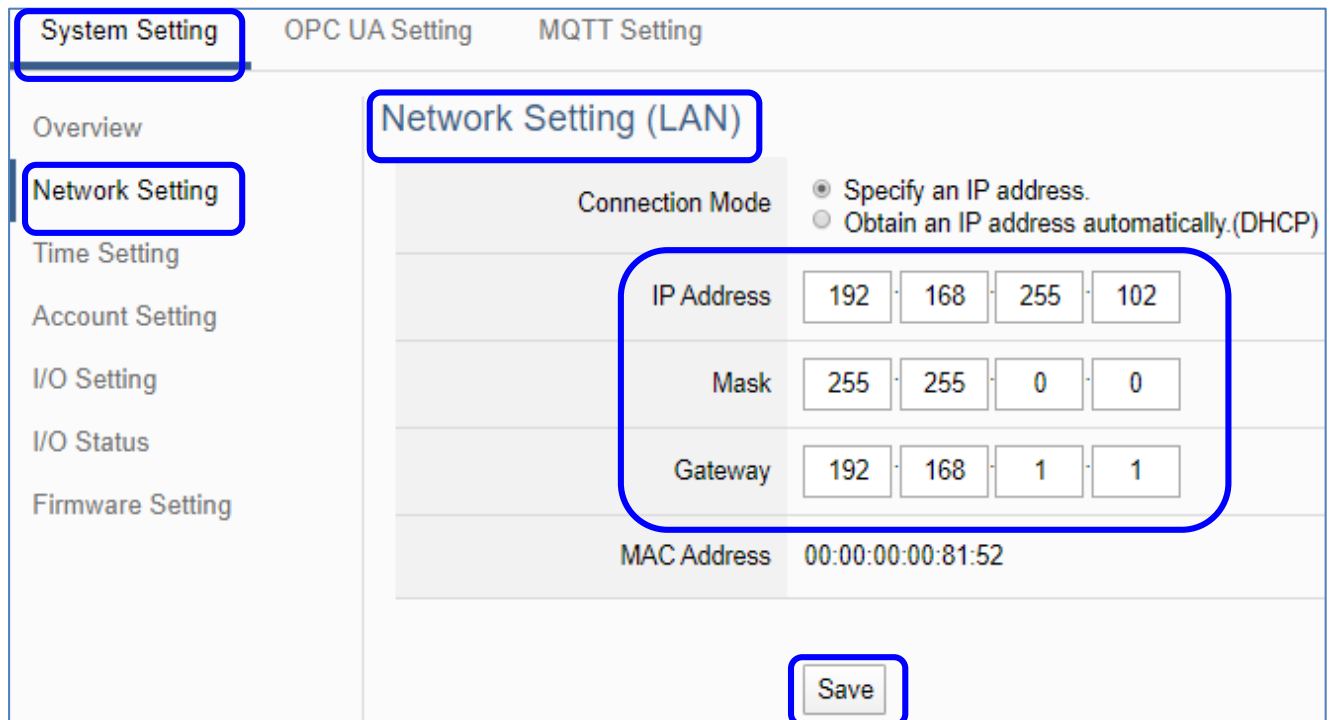 System Setting OPC UA Setting MQTT Setting
Overview
Network Setting
Time Setting
Account Setting
I/O Setting
I/O Status
Firmware Setting
Network Setting (LAN)
Connection Mode Specify an IP address.
Obtain an IP address automatically.(DHCP)
IP Address 192 . 168 . 255 . 102
Mask 255 . 255 . 0 . 0
Gateway 192 . 168 . 1 . 1
MAC Address 00:00:00:00:81:52
Save